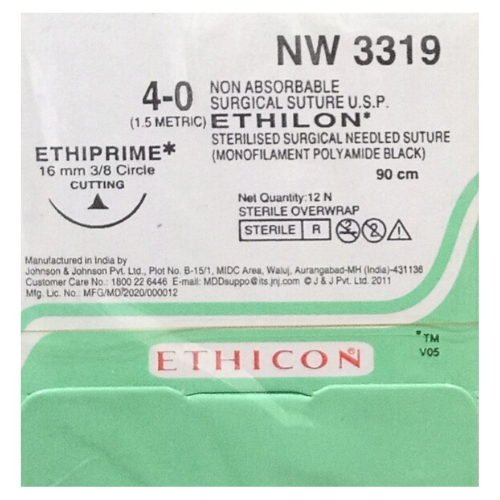 NW 3319
4-0
(1.5 METRIC)
NON ABSORBABLE
SURGICAL SUTURE U.S.P.
ETHILON*
STERILISED SURGICAL NEEDLED SUTURE
(MONOFILAMENT POLYAMIDE BLACK)
90 cm
ETHIPRIME*
16 mm 3/8 Circle
CUTTING
Net Quantity:12 N
STERILE OVERWRAP
STERILE R
2
Manufactured in India by
Johnson & Johnson Pvt. Ltd., Plot No. B-15/1, MIDC Area, Waluj, Aurangabad-MH (India)-431136
Customer Care No.: 1800 22 6446 E-mail: MDDsuppo@its.jnj.com © J & J Pvt. Ltd. 2011
Mfg. Lic. No.: MFG/MD/2020/000012
ETHICON
*TM
V05